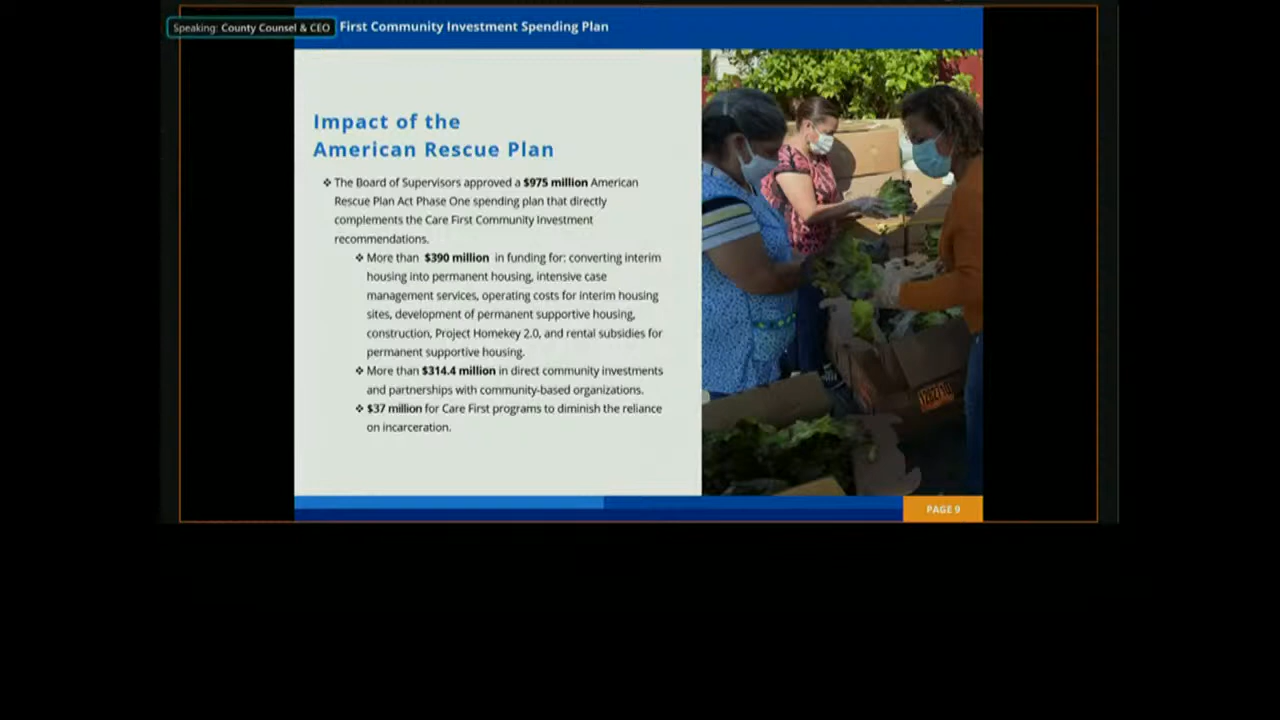 Speaking: County Counsel & CEO
First Community Investment Spending Plan
Impact of the
American Rescue Plan
❖ The Board of Supervisors approved a $975 million American
Rescue Plan Act Phase One spending plan that directly
complements the Care First Community Investment
recommendations.
❖ More than $390 million in funding for: converting interim
housing into permanent housing, intensive case
management services, operating costs for interim housing
sites, development of permanent supportive housing,
construction, Project Homekey 2.0, and rental subsidies for
permanent supportive housing.
❖ More than $314.4 million in direct community investments
and partnerships with community-based organizations.
❖ $37 million for Care First programs to diminish the reliance
on incarceration.
PAGE 9